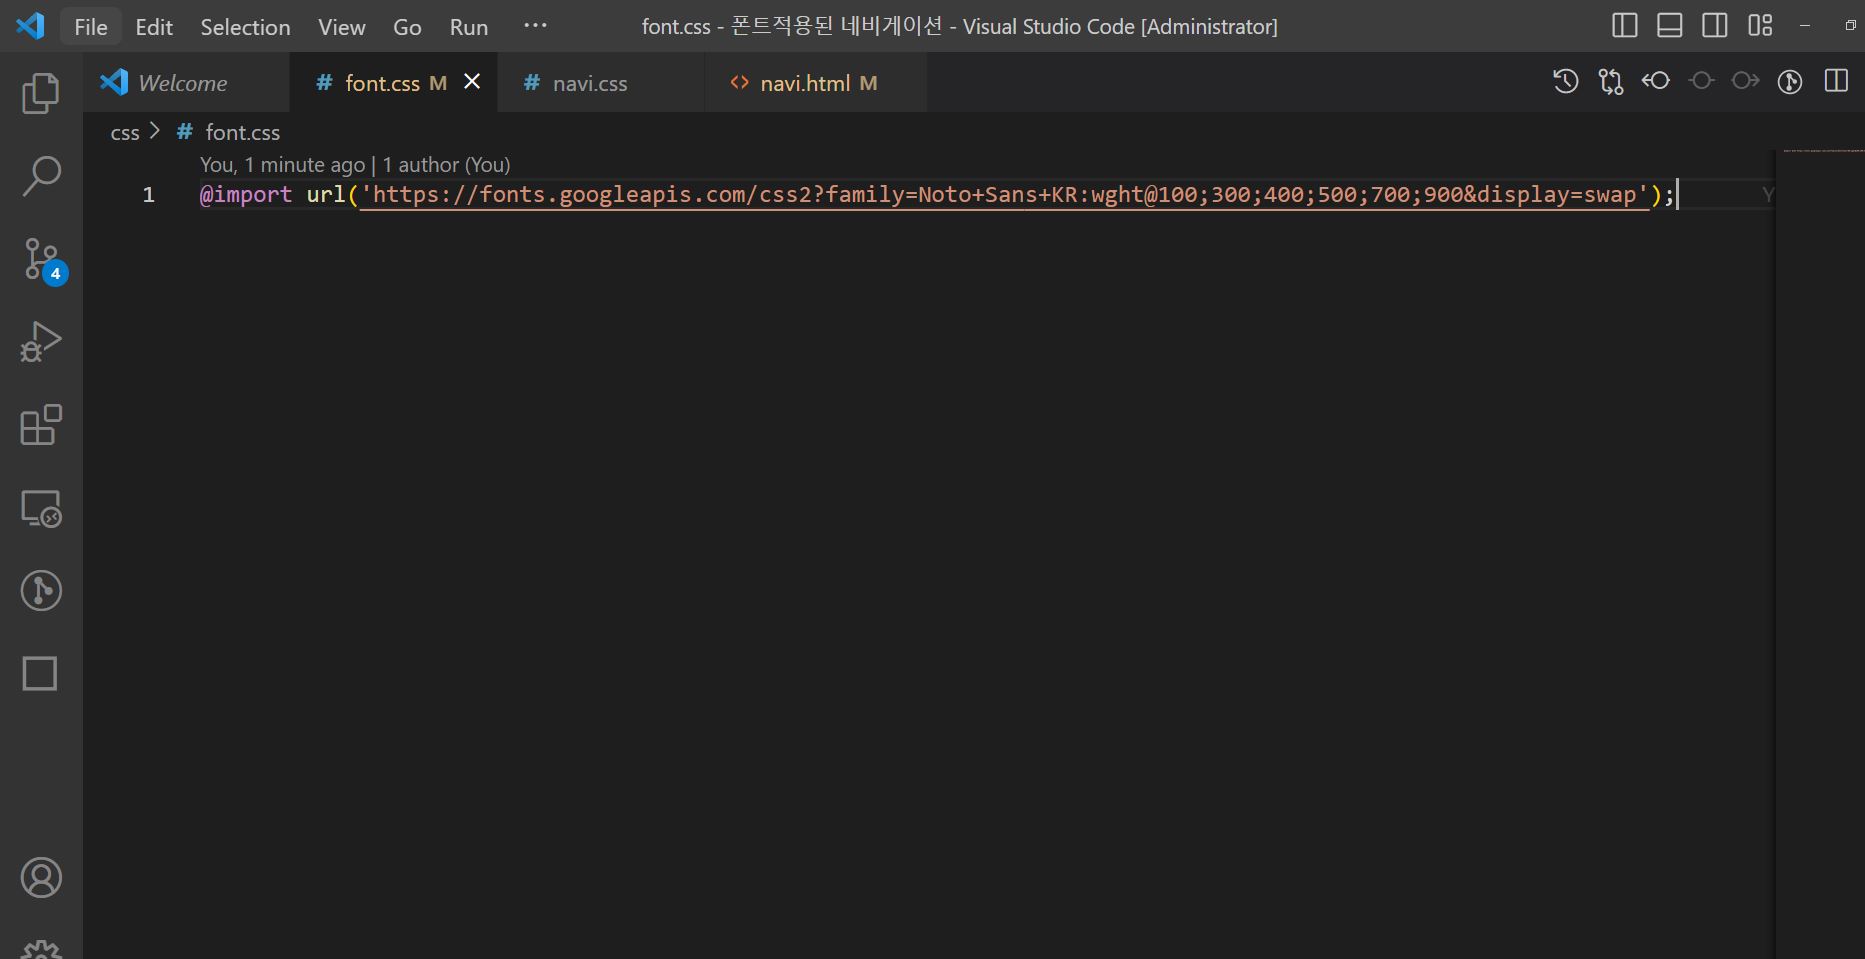 File Edit Selection View Go Run ··· font.css - 폰트적용된 네비게이션 - Visual Studio Code [Administrator]
Welcome # font.css M # navi.css <> navi.html M
css > # font.css
You, 1 minute ago | 1 author (You)
1 @import url('https://fonts.googleapis.com/css2?family=Noto+Sans+KR:wght@100;300;400;500;700;900&display=swap'); Y
4